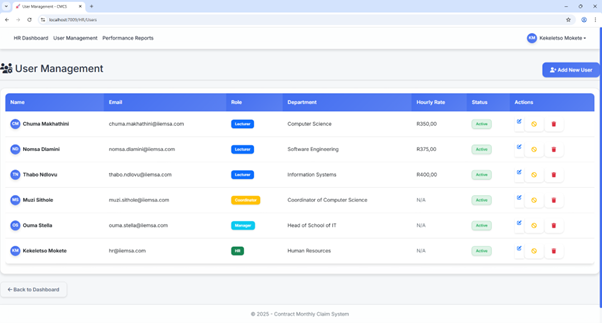 User Management - CMCS
localhost:7099/HR/Users
HR Dashboard User Management Performance Reports
KM Kekeletso Mokete
User Management
Add New User
Name Email Role Department Hourly Rate Status Actions
CM Chuma Makhathini chuma.makhathini@iiemsa.com Lecturer Computer Science R350,00 Active
ND Nomsa Dlamini nomsa.dlamini@iiemsa.com Lecturer Software Engineering R375,00 Active
TN Thabo Ndlovu thabo.ndlovu@iiemsa.com Lecturer Information Systems R400,00 Active
MS Muzi Sithole muzi.sithole@iiemsa.com Coordinator Coordinator of Computer Science N/A Active
OS Ouma Stella ouma.stella@iiemsa.com Manager Head of School of IT N/A Active
KM Kekeletso Mokete hr@iiemsa.com HR Human Resources N/A Active
← Back to Dashboard
© 2025 - Contract Monthly Claim System